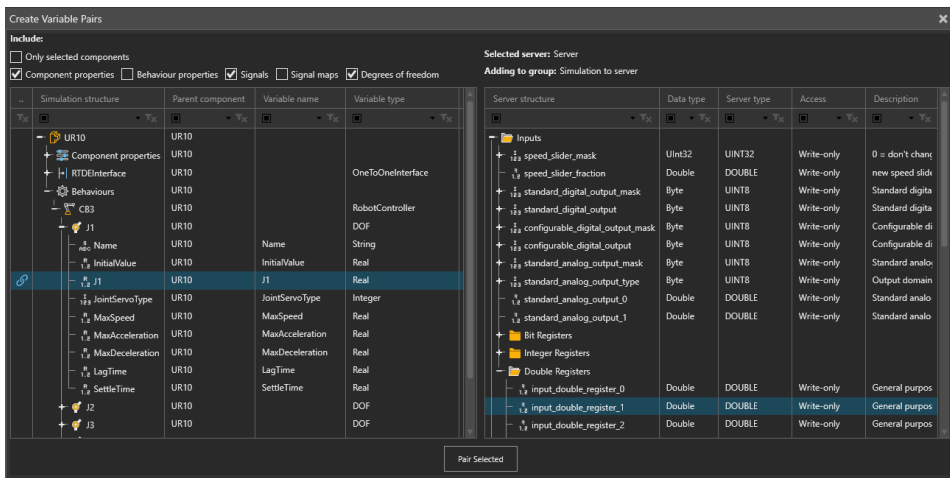 Create Variable Pairs
Include:
Only selected components
Component properties Behaviour properties Signals Signal maps Degrees of freedom
Selected server: Server
Adding to group: Simulation to server
.. Simulation structure Parent component Variable name Variable type
UR10 UR10
Component properties UR10
RTDEInterface UR10 OneToOneInterface
Behaviours UR10
CB3 UR10 RobotController
J1 UR10 DOF
Name UR10 Name String
InitialValue UR10 InitialValue Real
J1 UR10 J1 Real
JointServoType UR10 JointServoType Integer
MaxSpeed UR10 MaxSpeed Real
MaxAcceleration UR10 MaxAcceleration Real
MaxDeceleration UR10 MaxDeceleration Real
LagTime UR10 LagTime Real
SettleTime UR10 SettleTime Real
J2 UR10 DOF
J3 UR10 DOF
Server structure Data type Server type Access Description
Inputs
speed_slider_mask UInt32 UINT32 Write-only 0 = don't chang
speed_slider_fraction Double DOUBLE Write-only new speed slide
standard_digital_output_mask Byte UINT8 Write-only Standard digita
standard_digital_output Byte UINT8 Write-only Standard digita
configurable_digital_output_mask Byte UINT8 Write-only Configurable di
configurable_digital_output Byte UINT8 Write-only Configurable di
standard_analog_output_mask Byte UINT8 Write-only Standard analo
standard_analog_output_type Byte UINT8 Write-only Output domain
standard_analog_output_0 Double DOUBLE Write-only Standard analo
standard_analog_output_1 Double DOUBLE Write-only Standard analo
Bit Registers
Integer Registers
Double Registers
input_double_register_0 Double DOUBLE Write-only General purpos
input_double_register_1 Double DOUBLE Write-only General purpos
input_double_register_2 Double DOUBLE Write-only General purpos
Pair Selected